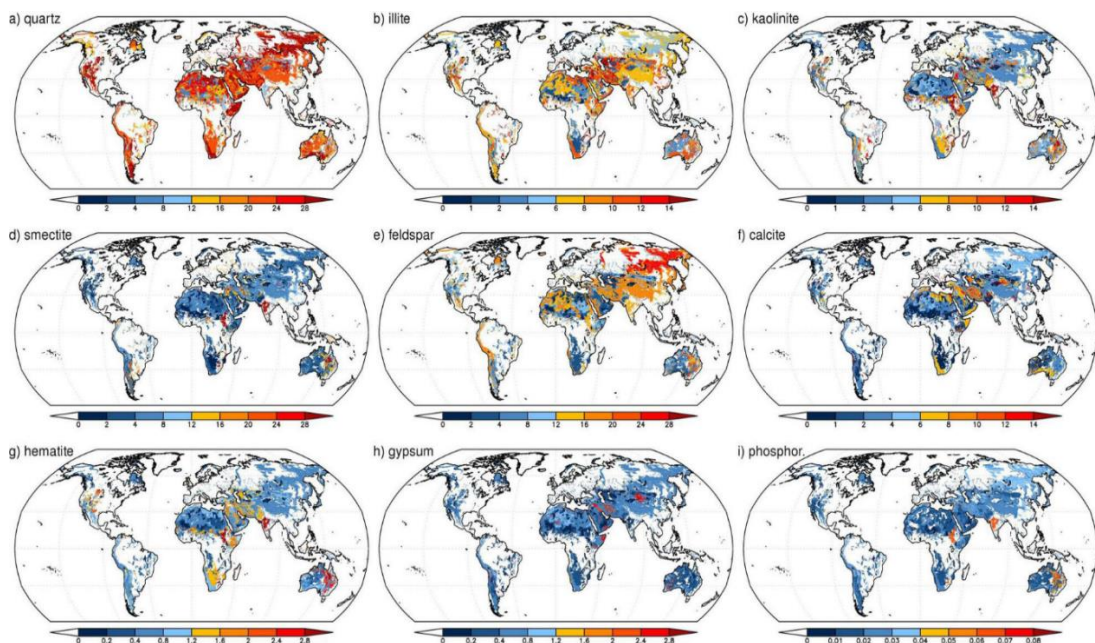 a) quartz
b) illite
c) kaolinite
0 2 4 8 12 16 20 24 28
0 1 2 4 6 8 10 12 14
0 1 2 4 6 8 10 12 14
d) smectite
e) feldspar
f) calcite
0 2 4 8 12 16 20 24 28
0 2 4 8 12 16 20 24 28
0 1 2 4 6 8 10 12 14
g) hematite
h) gypsum
i) phosphor.
0 0.2 0.4 0.8 1.2 1.6 2 2.4 2.8
0 0.2 0.4 0.8 1.2 1.6 2 2.4 2.8
0 0.01 0.02 0.03 0.04 0.05 0.06 0.07 0.08